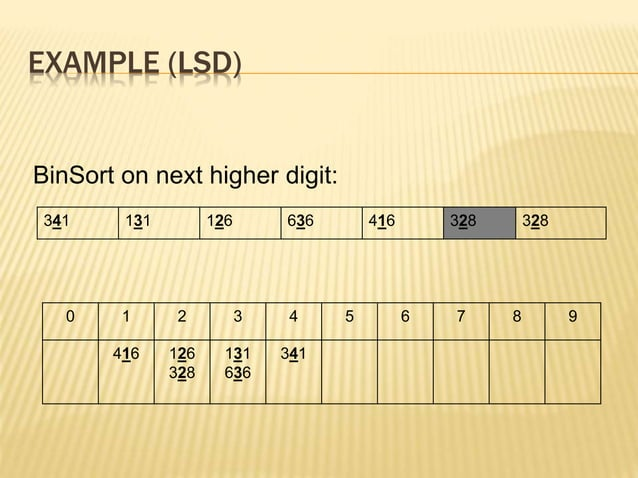 EXAMPLE (LSD)
BinSort on next higher digit:
341 131 126 636 416 328 328
0 1 2 3 4 5 6 7 8 9
416 126 131 341
328 636